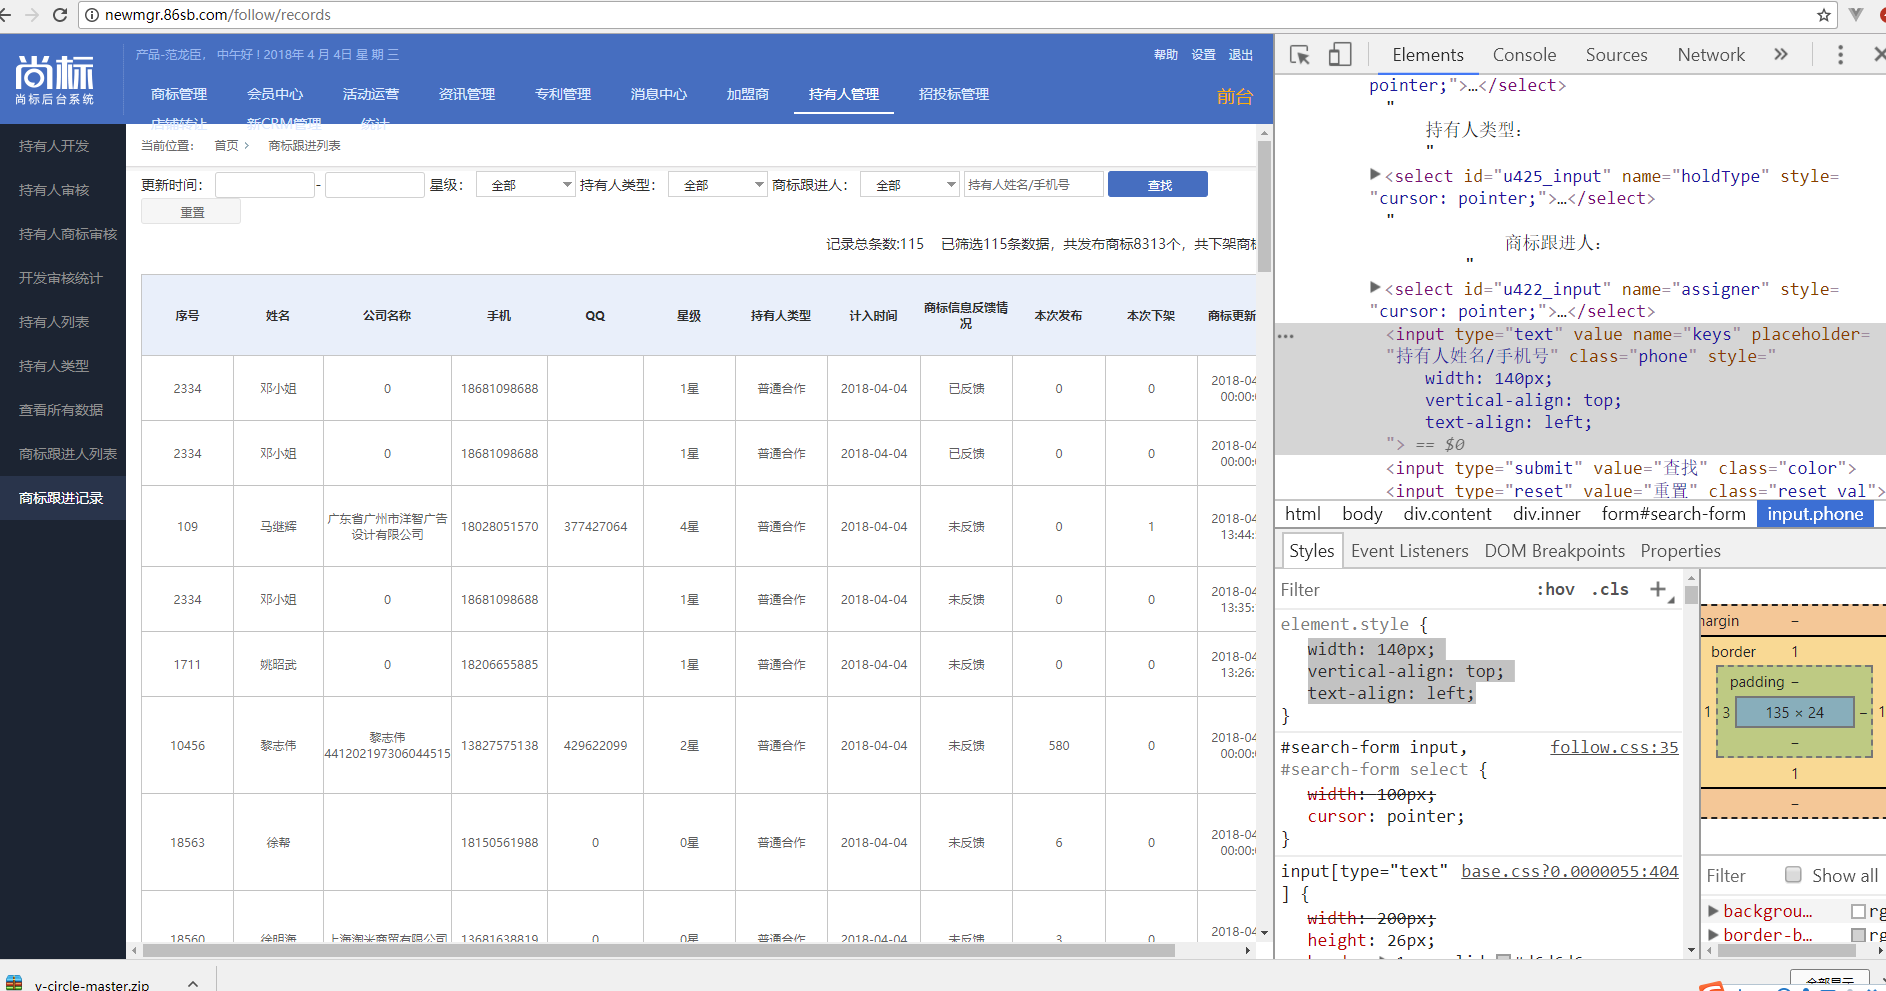 newmgr.86sb.com/follow/records
尚标
尚标后台系统
产品-范龙臣， 中午好 ! 2018年 4 月 4日 星 期 三
帮助 设置 退出
商标管理 会员中心 活动运营 资讯管理 专利管理 消息中心 加盟商 持有人管理 招投标管理
前台
店铺转让 新CRM管理 统计
持有人开发
持有人审核
持有人商标审核
开发审核统计
持有人列表
持有人类型
查看所有数据
商标跟进人列表
商标跟进记录
当前位置： 首页 > 商标跟进列表
更新时间： - 星级： 全部 持有人类型： 全部 商标跟进人： 全部 持有人姓名/手机号 查找
重置
记录总条数:115 已筛选115条数据，共发布商标8313个，共下架商标
序号 姓名 公司名称 手机 QQ 星级 持有人类型 计入时间 商标信息反馈情况 本次发布 本次下架 商标更新
2334 邓小姐 0 18681098688 1星 普通合作 2018-04-04 已反馈 0 0 2018-04 00:00:
2334 邓小姐 0 18681098688 1星 普通合作 2018-04-04 已反馈 0 0 2018-04 00:00:
109 马继辉 广东省广州市洋智广告设计有限公司 18028051570 377427064 4星 普通合作 2018-04-04 未反馈 0 1 2018-04 13:44:
2334 邓小姐 0 18681098688 1星 普通合作 2018-04-04 未反馈 0 0 2018-04 13:35:
1711 姚昭武 0 18206655885 1星 普通合作 2018-04-04 未反馈 0 0 2018-04 13:26:
10456 黎志伟 黎志伟441202197306044515 13827575138 429622099 2星 普通合作 2018-04-04 未反馈 580 0 2018-04 00:00:
18563 徐帮 18150561988 0 0星 普通合作 2018-04-04 未反馈 6 0 2018-04 00:00:
18560 徐明海 上海淘米商贸有限公司 13681638819 0 0星 普通合作 2018-04-04 未反馈 3 0 2018-04
Elements Console Sources Network »
pointer;">…</select>
"
持有人类型：
"
<select id="u425_input" name="holdType" style=
"cursor: pointer;">…</select>
"
商标跟进人：
"
<select id="u422_input" name="assigner" style=
"cursor: pointer;">…</select>
<input type="text" value name="keys" placeholder=
"持有人姓名/手机号" class="phone" style="
width: 140px;
vertical-align: top;
text-align: left;
"> == $0
<input type="submit" value="查找" class="color">
<input type="reset" value="重置" class="reset val">
html body div.content div.inner form#search-form input.phone
Styles Event Listeners DOM Breakpoints Properties
Filter :hov .cls +
element.style {
width: 140px;
vertical-align: top;
text-align: left;
}
#search-form input, follow.css:35
#search-form select {
width: 100px;
cursor: pointer;
}
input[type="text" base.css?0.0000055:404
] {
width: 200px;
height: 26px;
margin –
border 1
padding –
1 3 135 × 24 – 1
–
1
–
Filter Show all
backgrou… rg
border-b… rg
v-circle-master.zip
全部显示